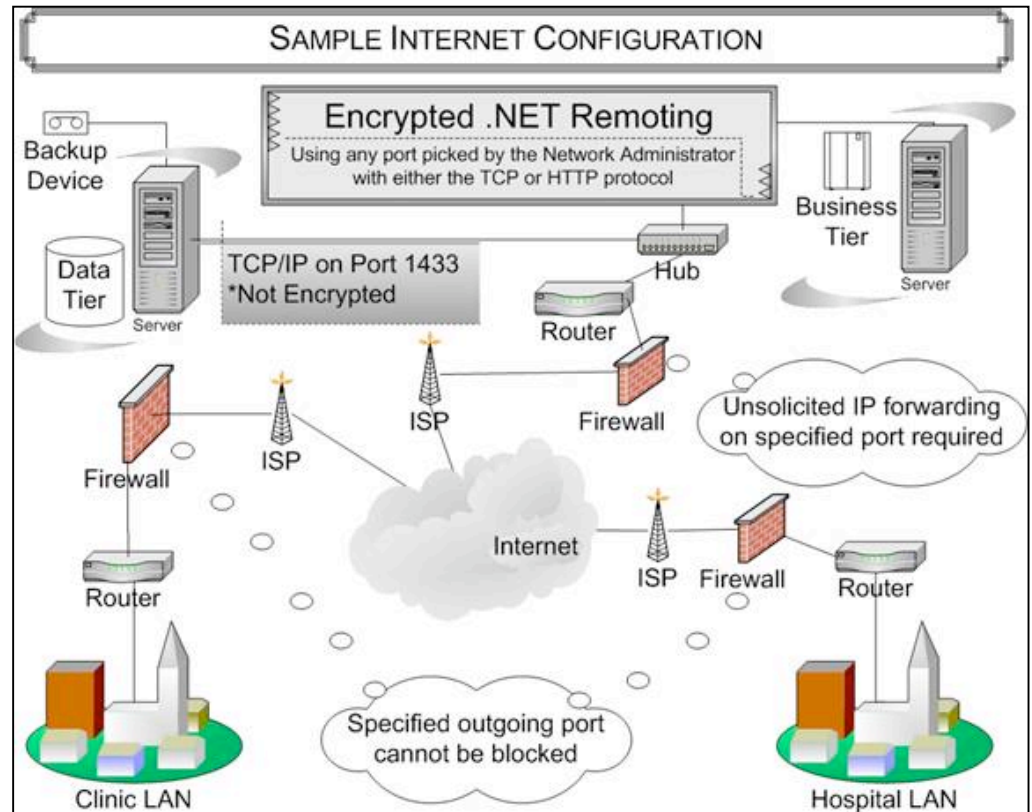 SAMPLE INTERNET CONFIGURATION
Encrypted .NET Remoting
Using any port picked by the Network Administrator
with either the TCP or HTTP protocol
Backup
Device
Business
Tier
Data
Tier
Server
TCP/IP on Port 1433
*Not Encrypted
Hub
Server
Router
Firewall
ISP
ISP
Firewall
Unsolicited IP forwarding
on specified port required
Internet
ISP
Firewall
Router
Router
Specified outgoing port
cannot be blocked
Clinic LAN
Hospital LAN